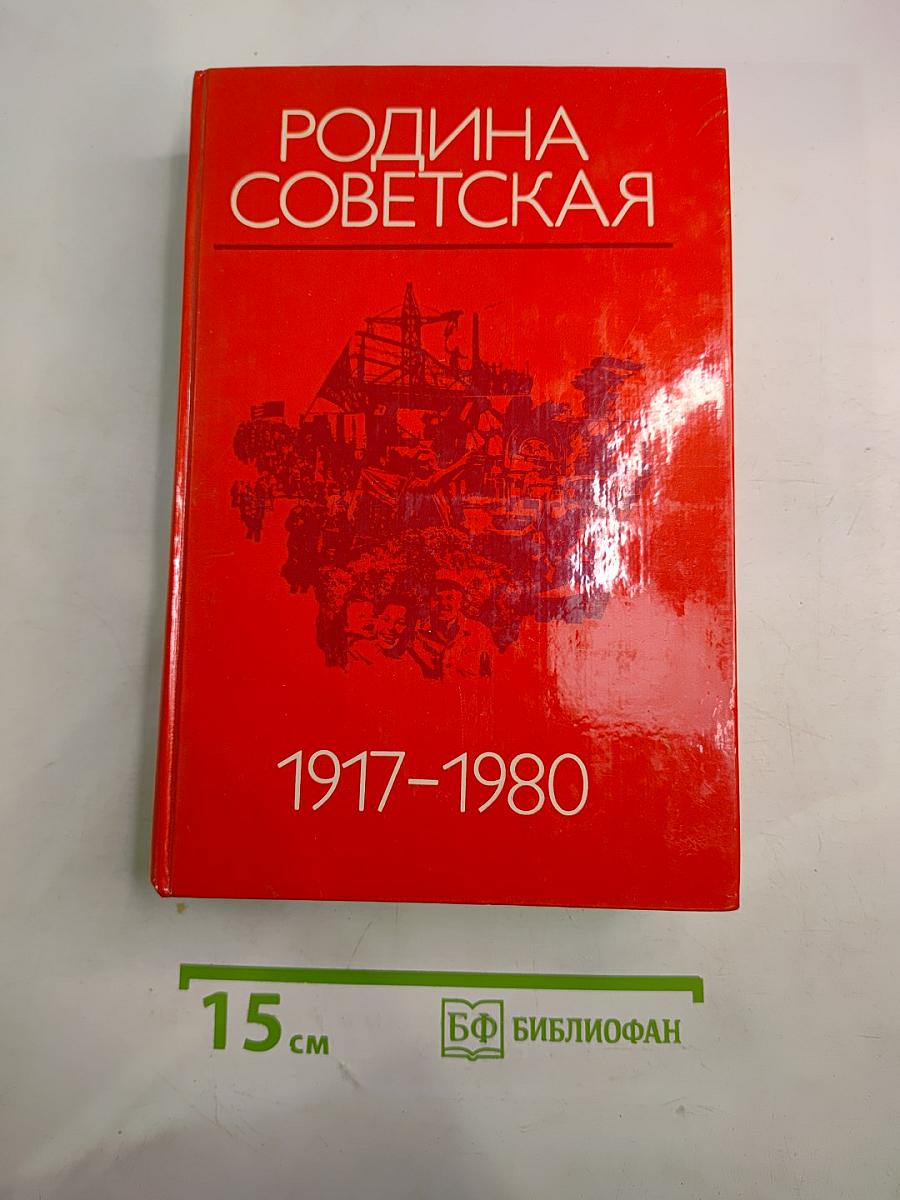 РОДИНА
СОВЕТСКАЯ
1917-1980
15 см
БФ БИБЛИОФАН